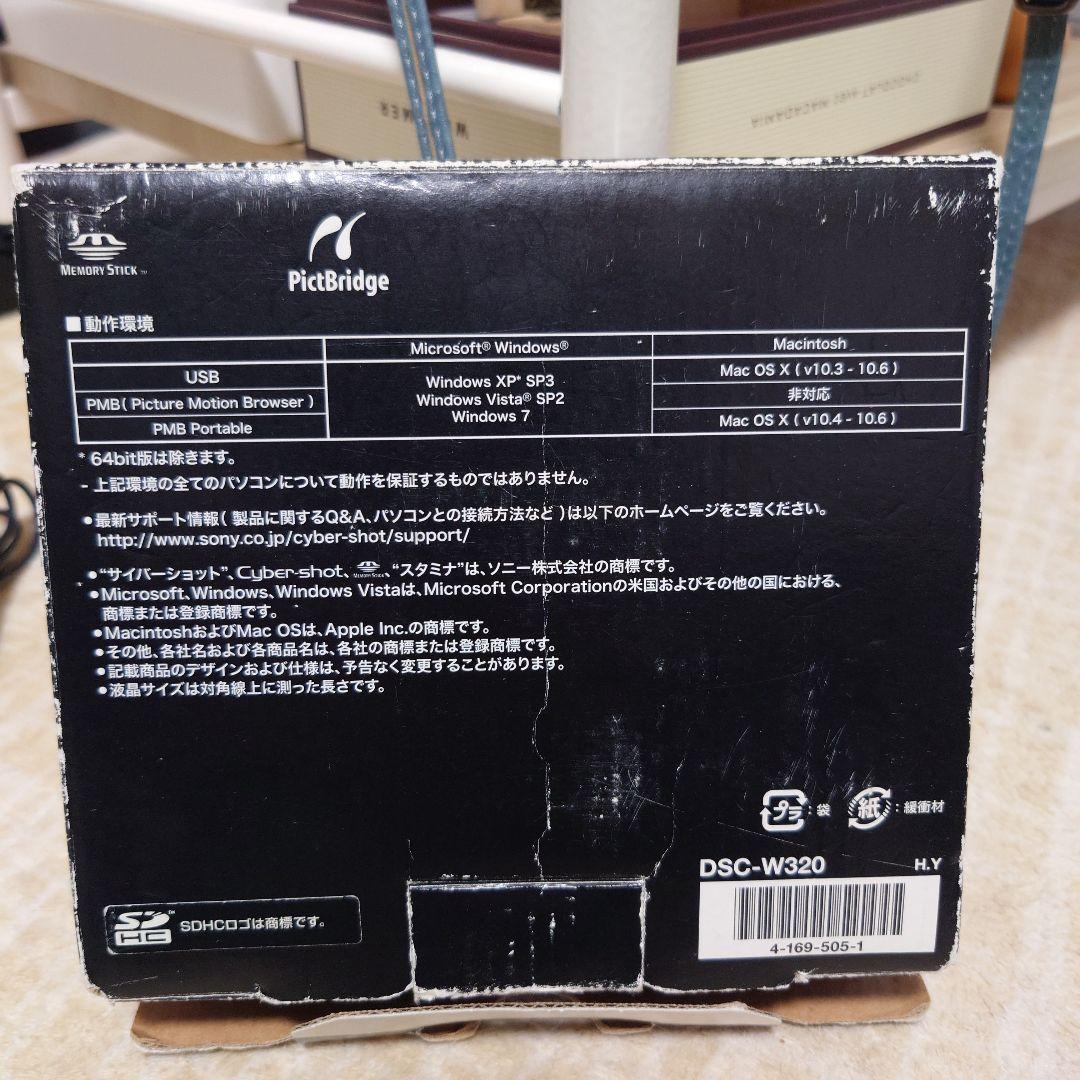 CHOCOLAT AVEC MACADAMIA
MEMORY STICK ™
PictBridge
■ 動作環境
Microsoft® Windows® Macintosh
USB Windows XP* SP3 Windows Vista® SP2 Windows 7 Mac OS X ( v10.3 - 10.6 )
PMB( Picture Motion Browser ) 非対応
PMB Portable Mac OS X ( v10.4 - 10.6 )
* 64bit版は除きます。
- 上記環境の全てのパソコンについて動作を保証するものではありません。
●最新サポート情報( 製品に関するQ&A、パソコンとの接続方法など )は以下のホームページをご覧ください。
http://www.sony.co.jp/cyber-shot/support/
●“サイバーショット”、Cyber-shot、MEMORY STICK、“スタミナ”は、ソニー株式会社の商標です。
●Microsoft、Windows、Windows Vistaは、Microsoft Corporationの米国およびその他の国における、
商標または登録商標です。
●MacintoshおよびMac OSは、Apple Inc.の商標です。
●その他、各社名および各商品名は、各社の商標または登録商標です。
●記載商品のデザインおよび仕様は、予告なく変更することがあります。
●液晶サイズは対角線上に測った長さです。
プラ : 袋 紙 : 緩衝材
DSC-W320 H.Y
4-169-505-1
SDHC™ SDHCロゴは商標です。